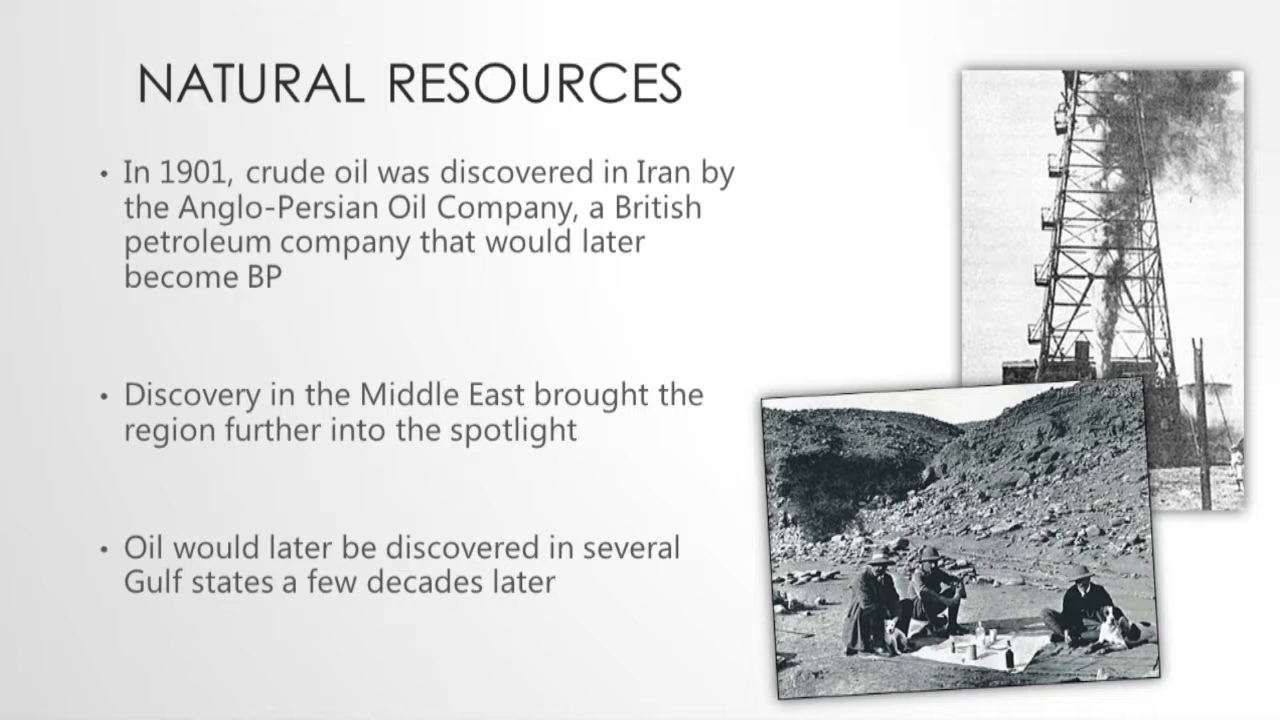 NATURAL RESOURCES
• In 1901, crude oil was discovered in Iran by
the Anglo-Persian Oil Company, a British
petroleum company that would later
become BP
• Discovery in the Middle East brought the
region further into the spotlight
• Oil would later be discovered in several
Gulf states a few decades later